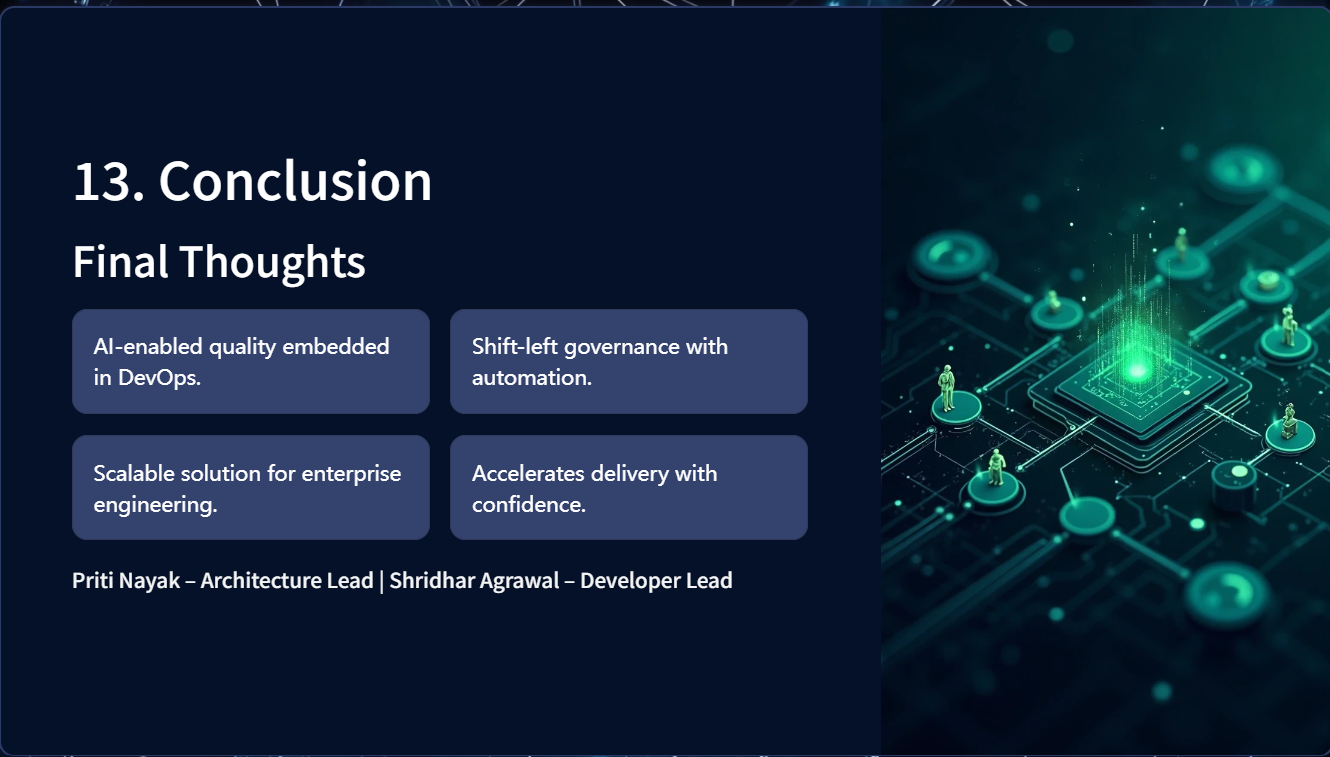 13. Conclusion
Final Thoughts
AI-enabled quality embedded
in DevOps.
Shift-left governance with
automation.
Scalable solution for enterprise
engineering.
Accelerates delivery with
confidence.
Priti Nayak – Architecture Lead | Shridhar Agrawal – Developer Lead